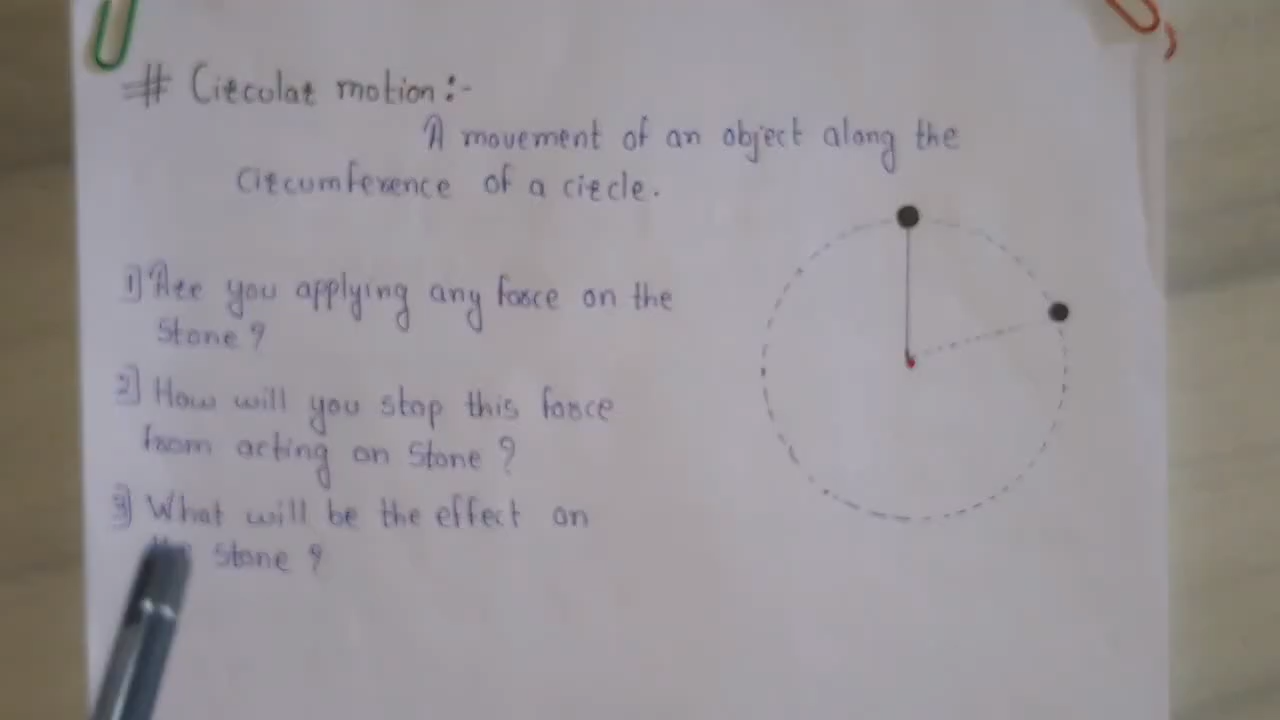 # Circular motion :-
A movement of an object along the
circumference of a circle.
1) Are you applying any force on the
Stone ?
2) How will you stop this force
from acting on Stone ?
3) What will be the effect on
the Stone ?